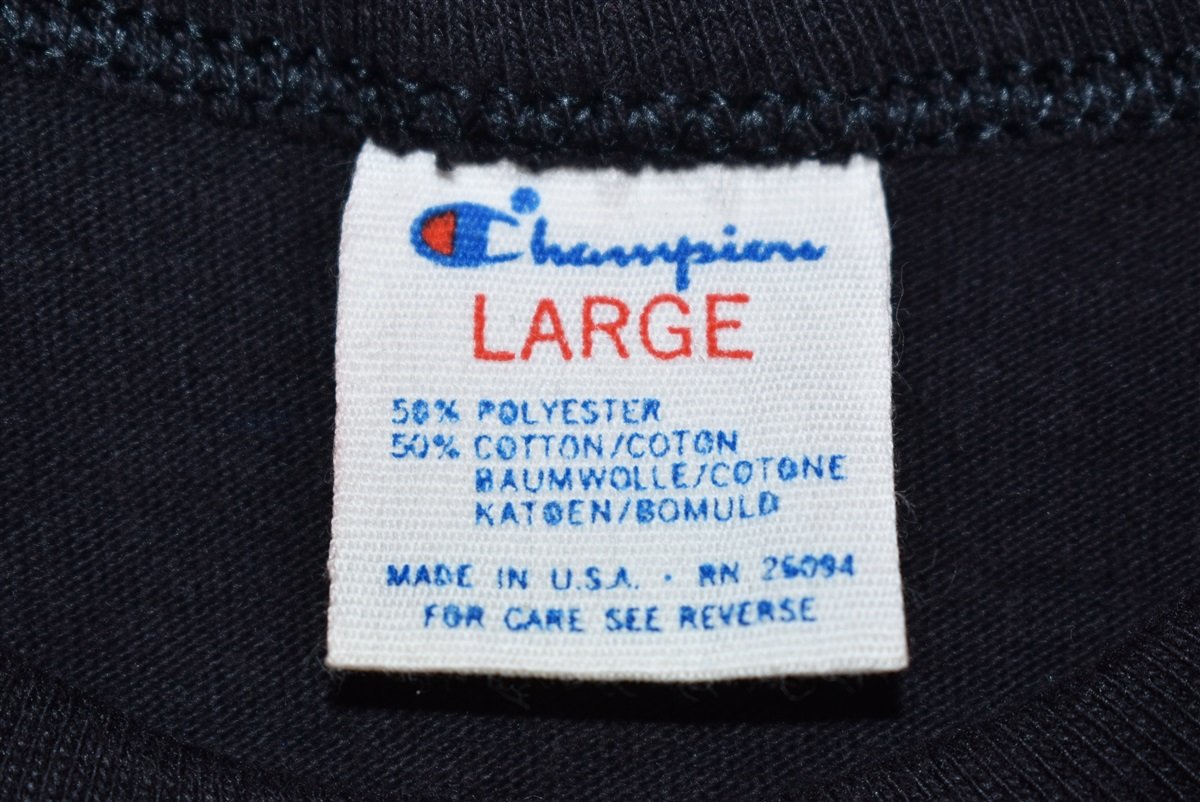 Champion
LARGE
50% POLYESTER
50% COTTON/COTON
BAUMWOLLE/COTONE
KATOEN/BOMULD
MADE IN U.S.A. · RN 26094
FOR CARE SEE REVERSE